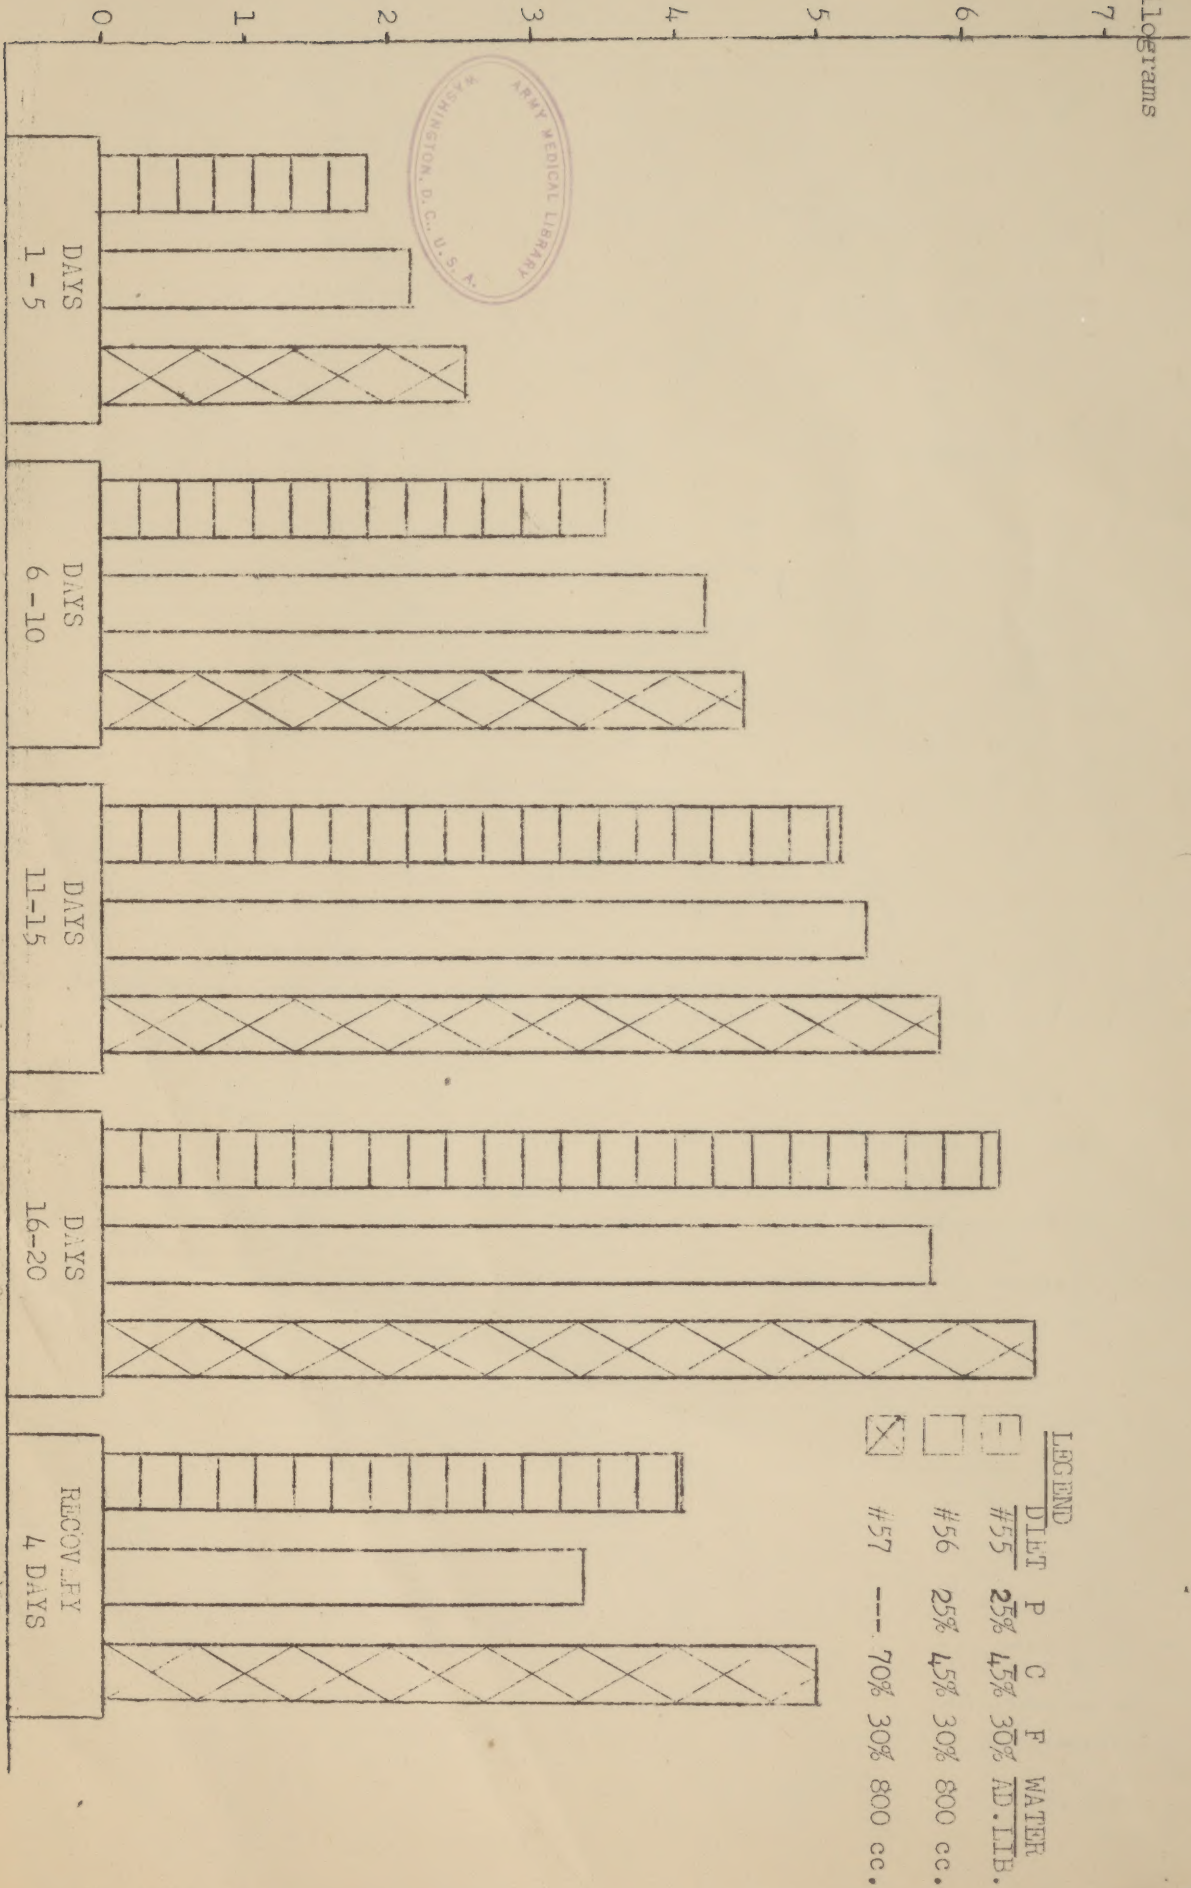 lograms
7
6
5
4
3
2
1
0
ARMY MEDICAL LIBRARY
WASHINGTON, D.C., U.S.A.
LEGEND
DIET P C F WATER
#55 25% 45% 30% AD.LIB.
#56 25% 45% 30% 800 cc.
#57 --- 70% 30% 800 cc.
DAYS
1-5
DAYS
6-10
DAYS
11-15
DAYS
16-20
RECOVERY
4 DAYS